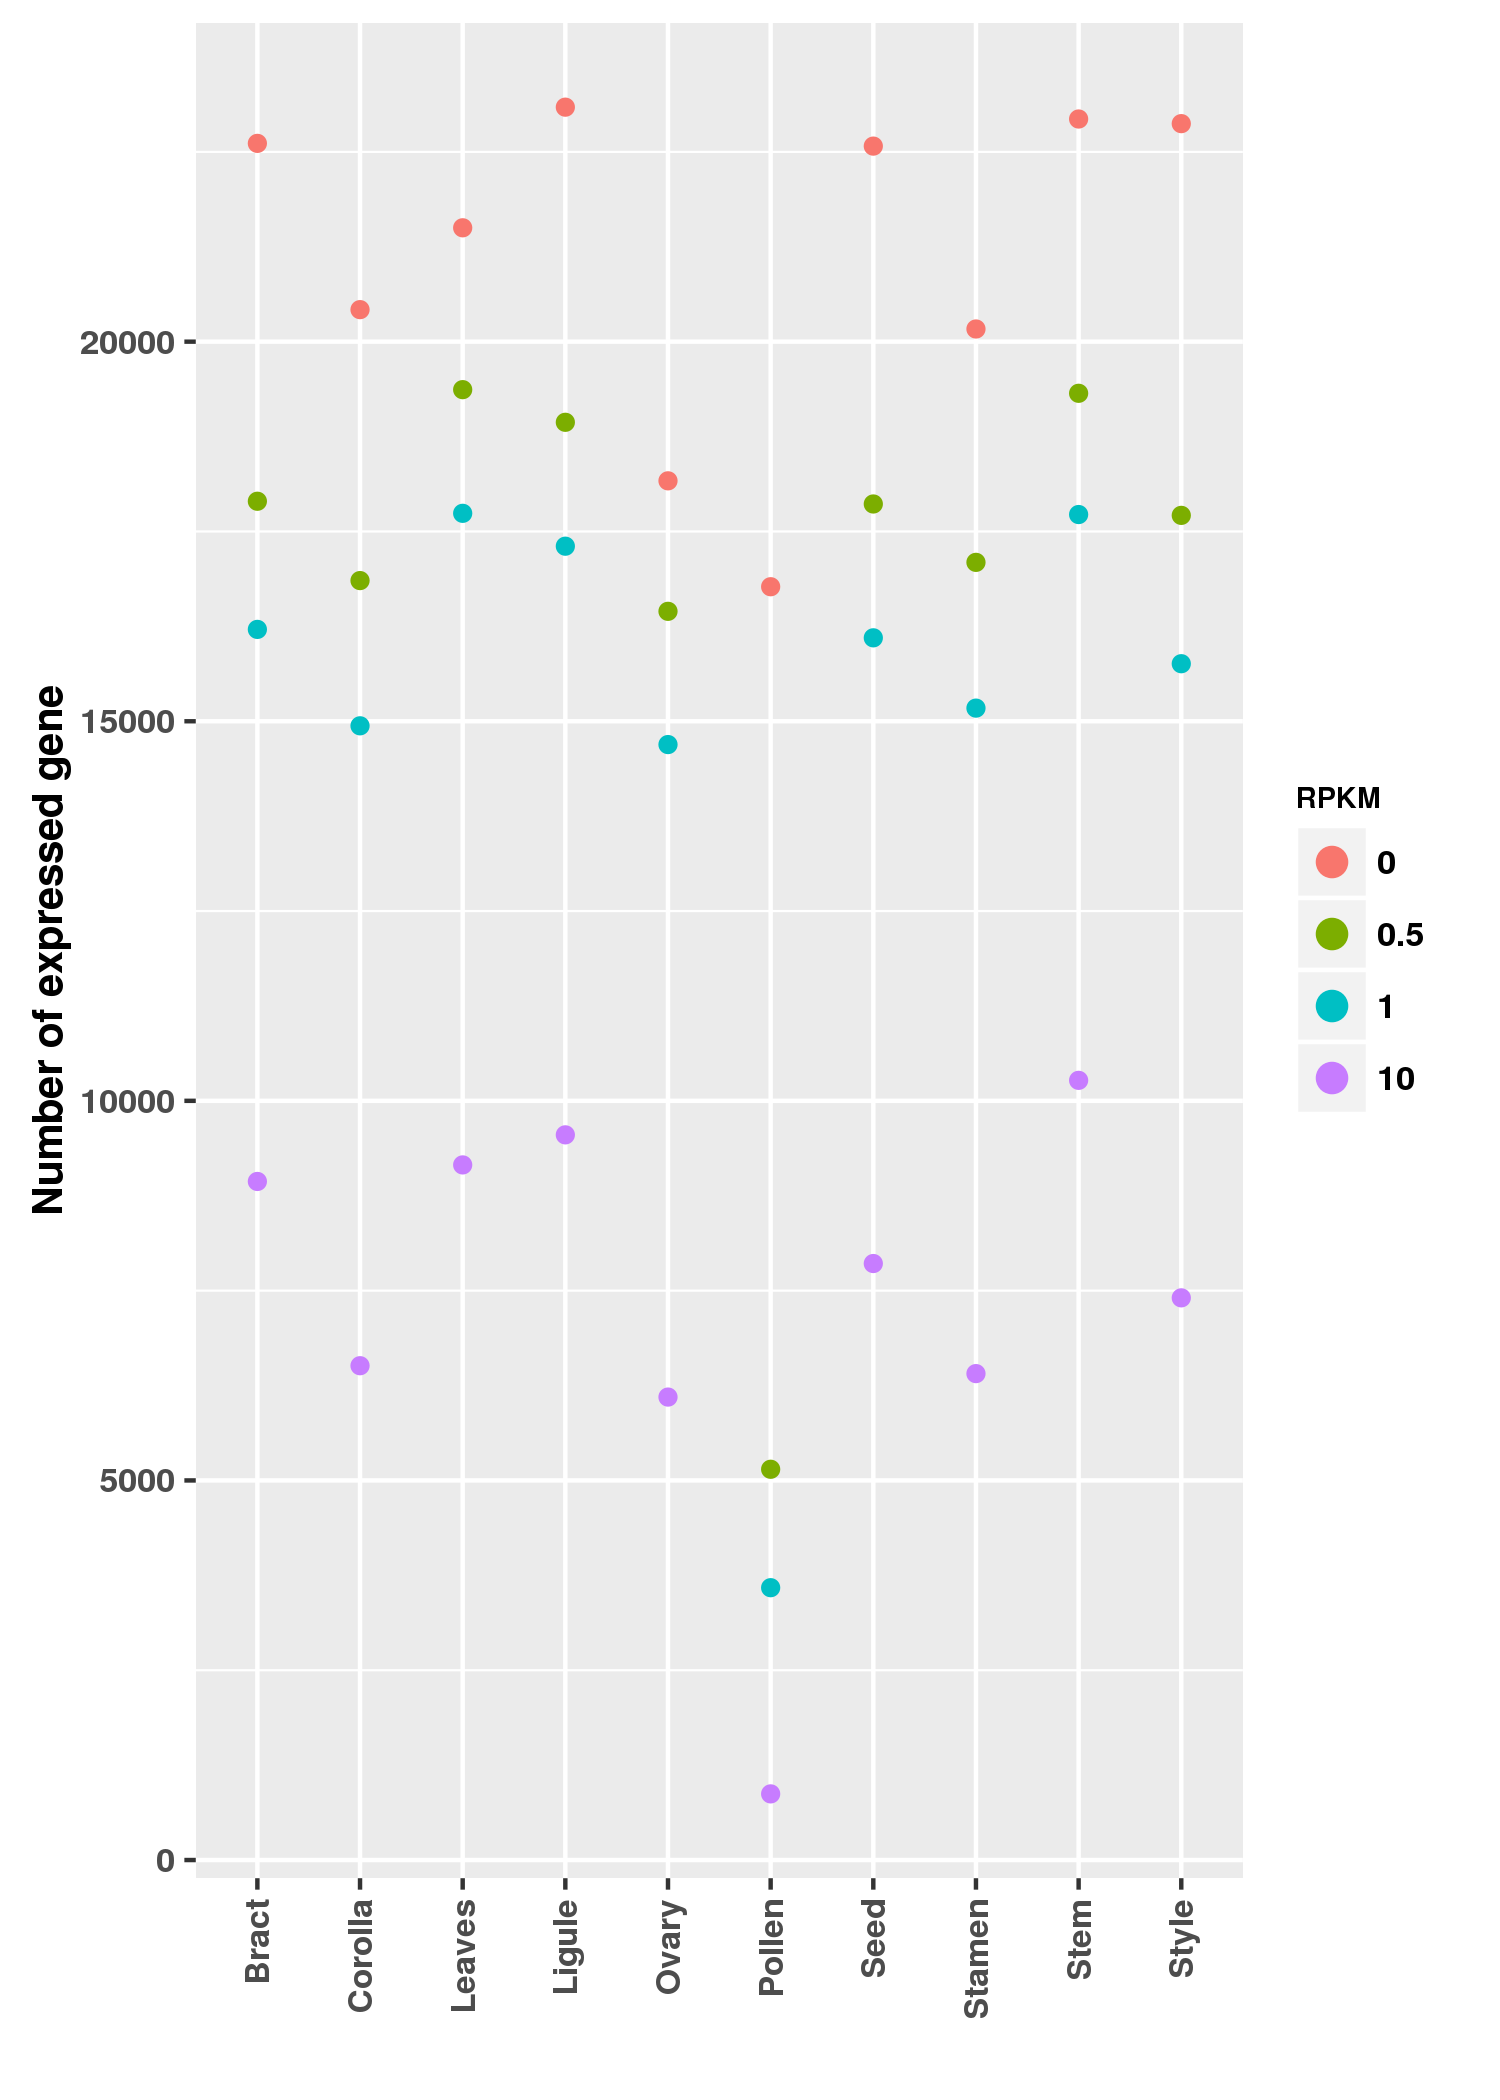 Number of expressed gene
20000
15000
10000
5000
0
Bract
Corolla
Leaves
Ligule
Ovary
Pollen
Seed
Stamen
Stem
Style
RPKM
0
0.5
1
10